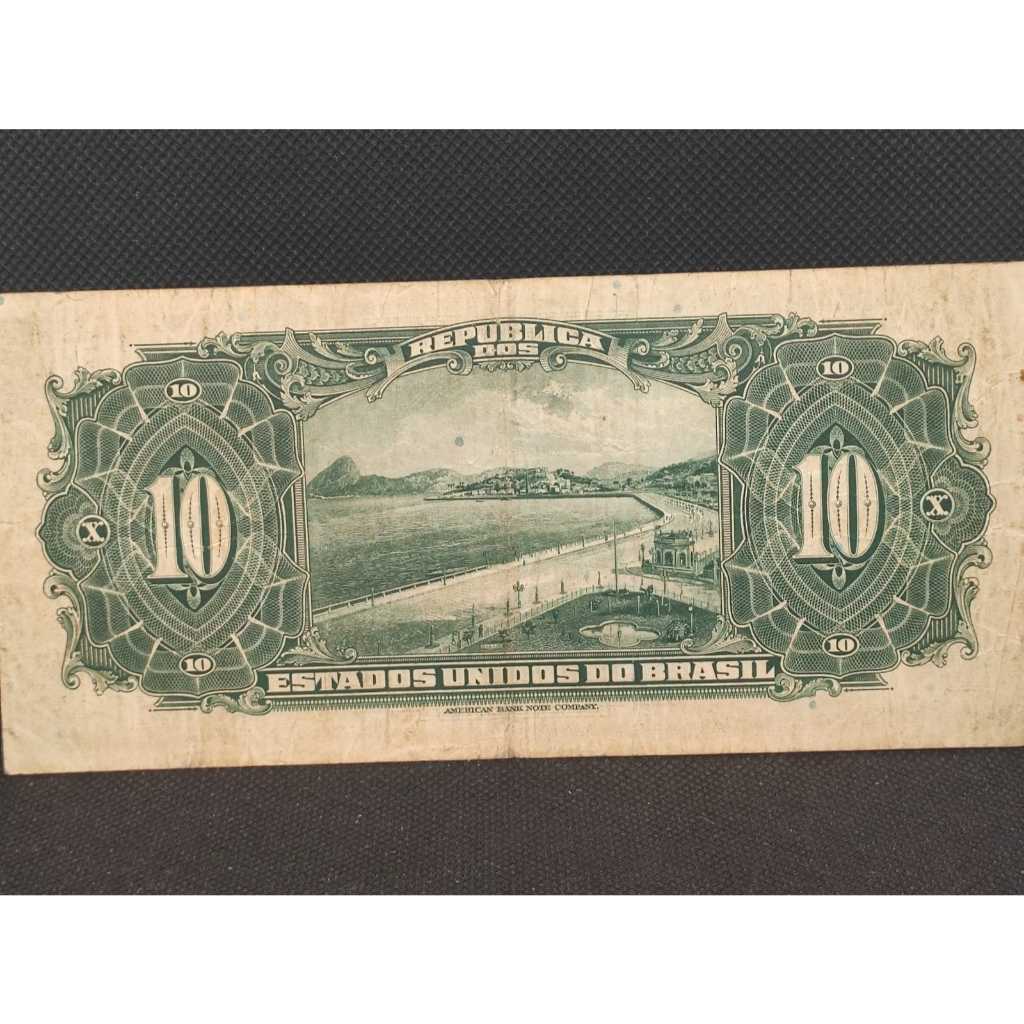 REPUBLICA
DOS
10
10
X
10
10
X
10
10
ESTADOS UNIDOS DO BRASIL
AMERICAN BANK NOTE COMPANY.